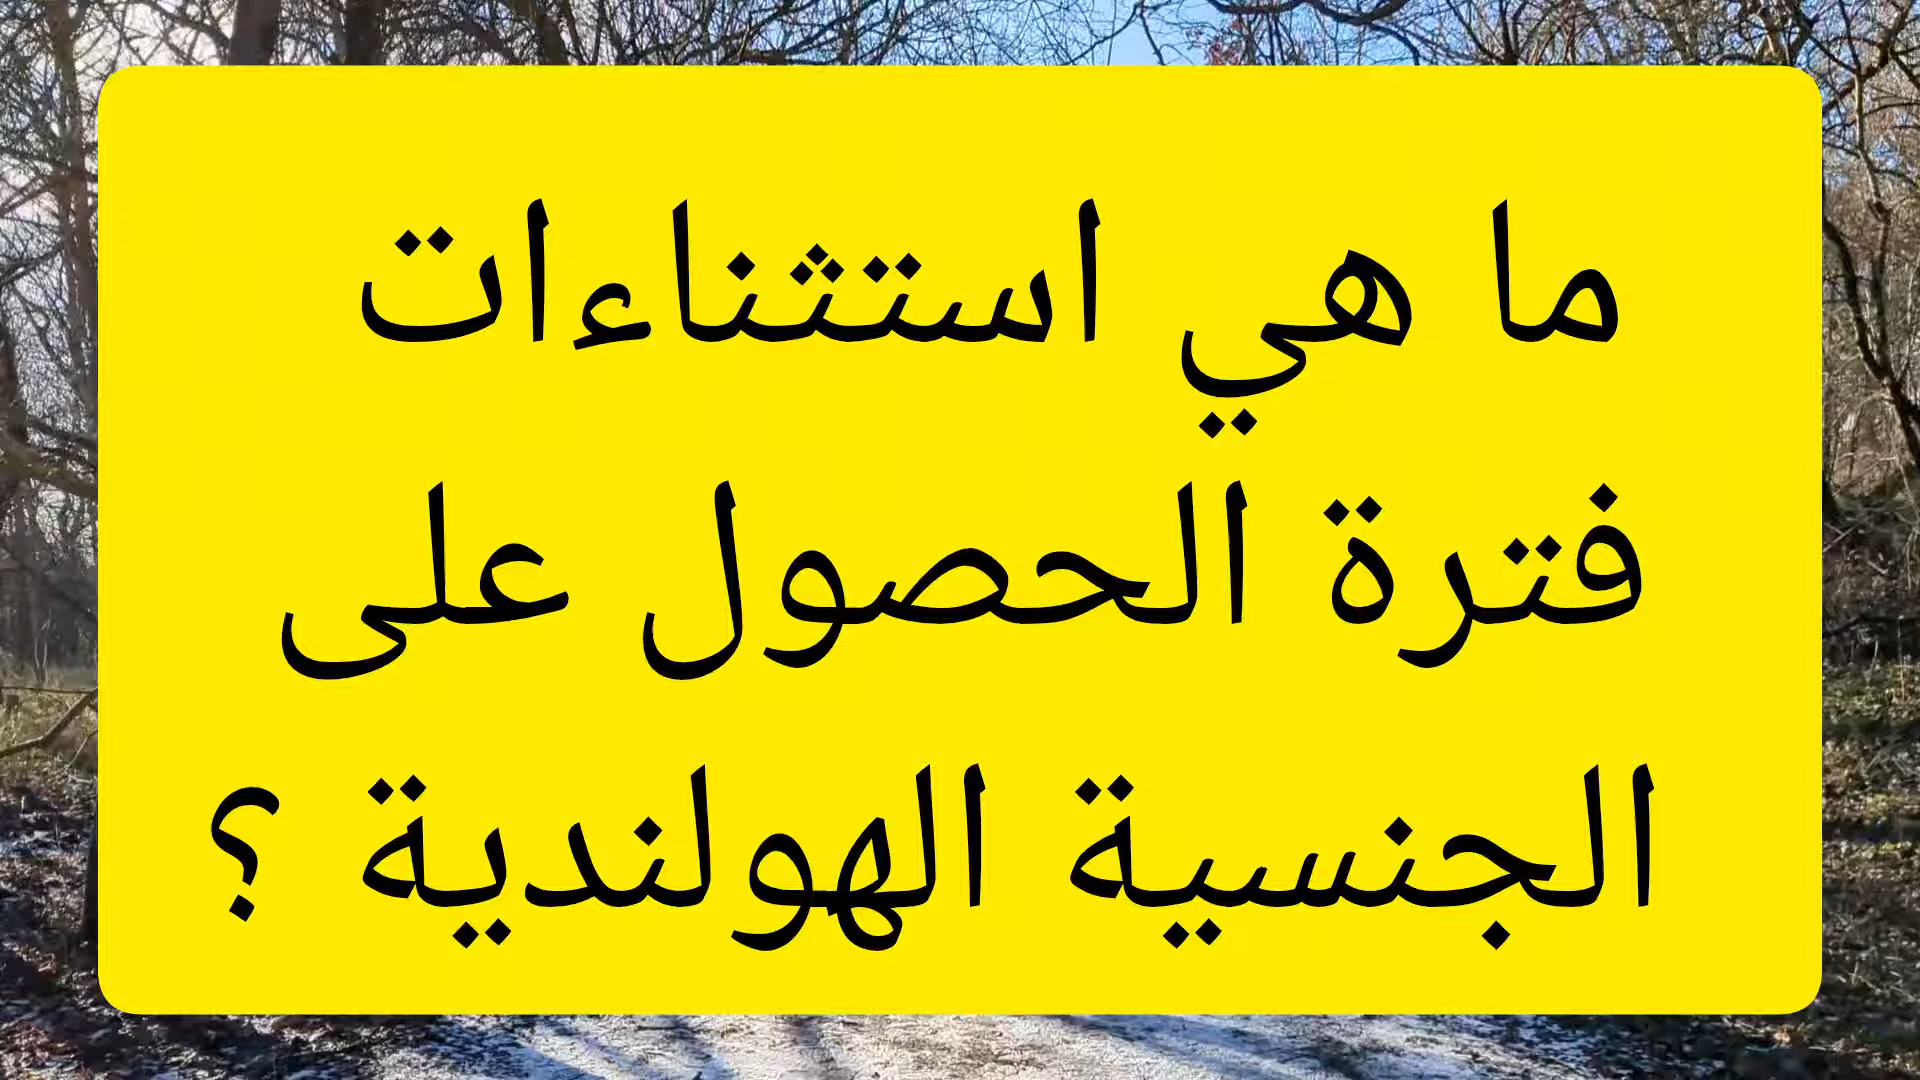 ما هي استثناءات
فترة الحصول على
الجنسية الهولندية ؟